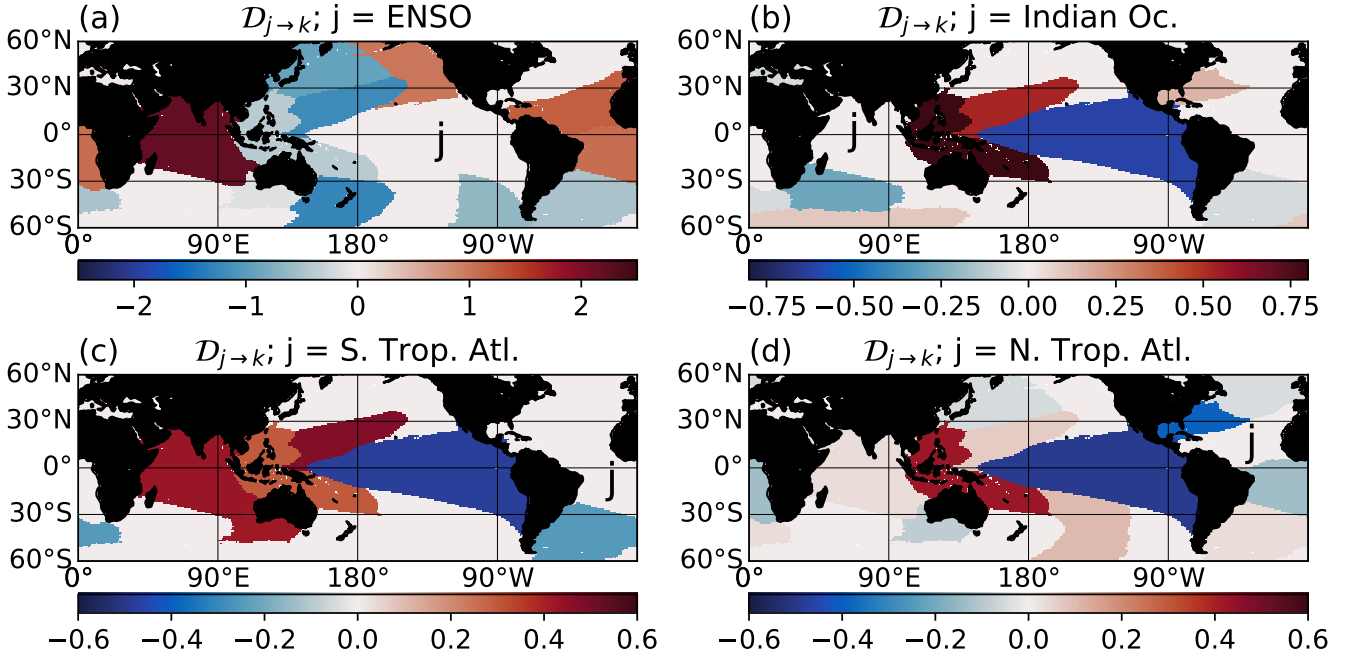 (a) 𝒟j→k; j = ENSO
60°N
30°N
0°
30°S
60°S
j
0° 90°E 180° 90°W
−2 −1 0 1 2
(b) 𝒟j→k; j = Indian Oc.
60°N
30°N
0°
30°S
60°S
j
0° 90°E 180° 90°W
−0.75 −0.50 −0.25 0.00 0.25 0.50 0.75
(c) 𝒟j→k; j = S. Trop. Atl.
60°N
30°N
0°
30°S
60°S
j
0° 90°E 180° 90°W
−0.6 −0.4 −0.2 0.0 0.2 0.4 0.6
(d) 𝒟j→k; j = N. Trop. Atl.
60°N
30°N
0°
30°S
60°S
j
0° 90°E 180° 90°W
−0.6 −0.4 −0.2 0.0 0.2 0.4 0.6